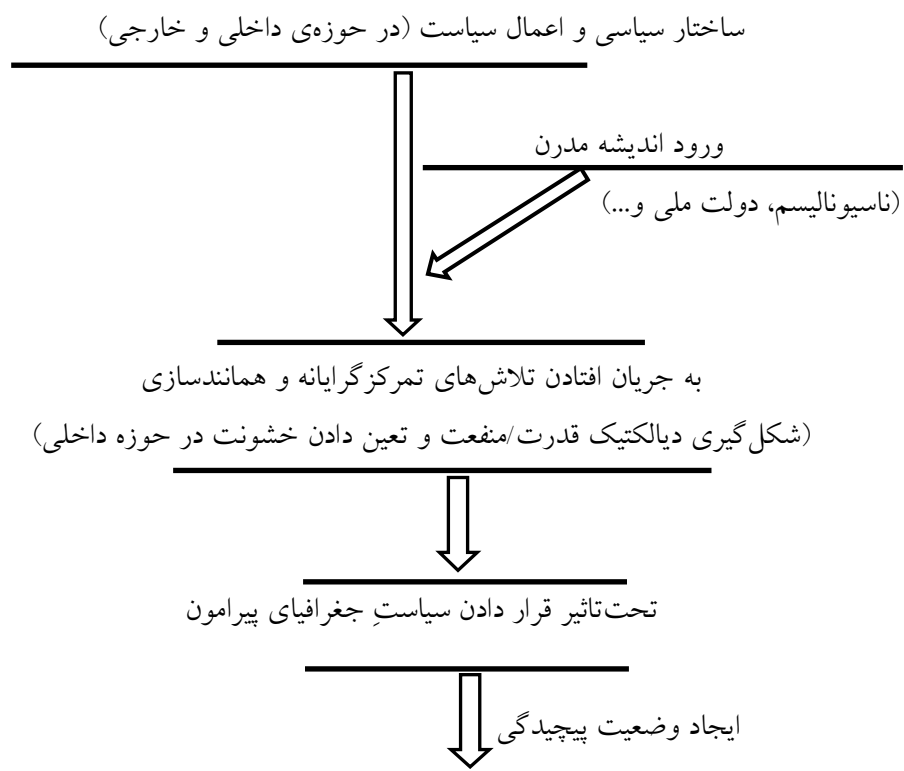 ساختار سیاسی و اعمال سیاست (در حوزه‌ی داخلی و خارجی)
ورود اندیشه مدرن
(ناسیونالیسم، دولت ملی و...)
به جریان افتادن تلاش‌های تمرکزگرایانه و همانندسازی
(شکل‌گیری دیالکتیک قدرت/منفعت و تعین دادن خشونت در حوزه داخلی)
تحت‌تاثیر قرار دادن سیاستِ جغرافیای پیرامون
ایجاد وضعیت پیچیدگی